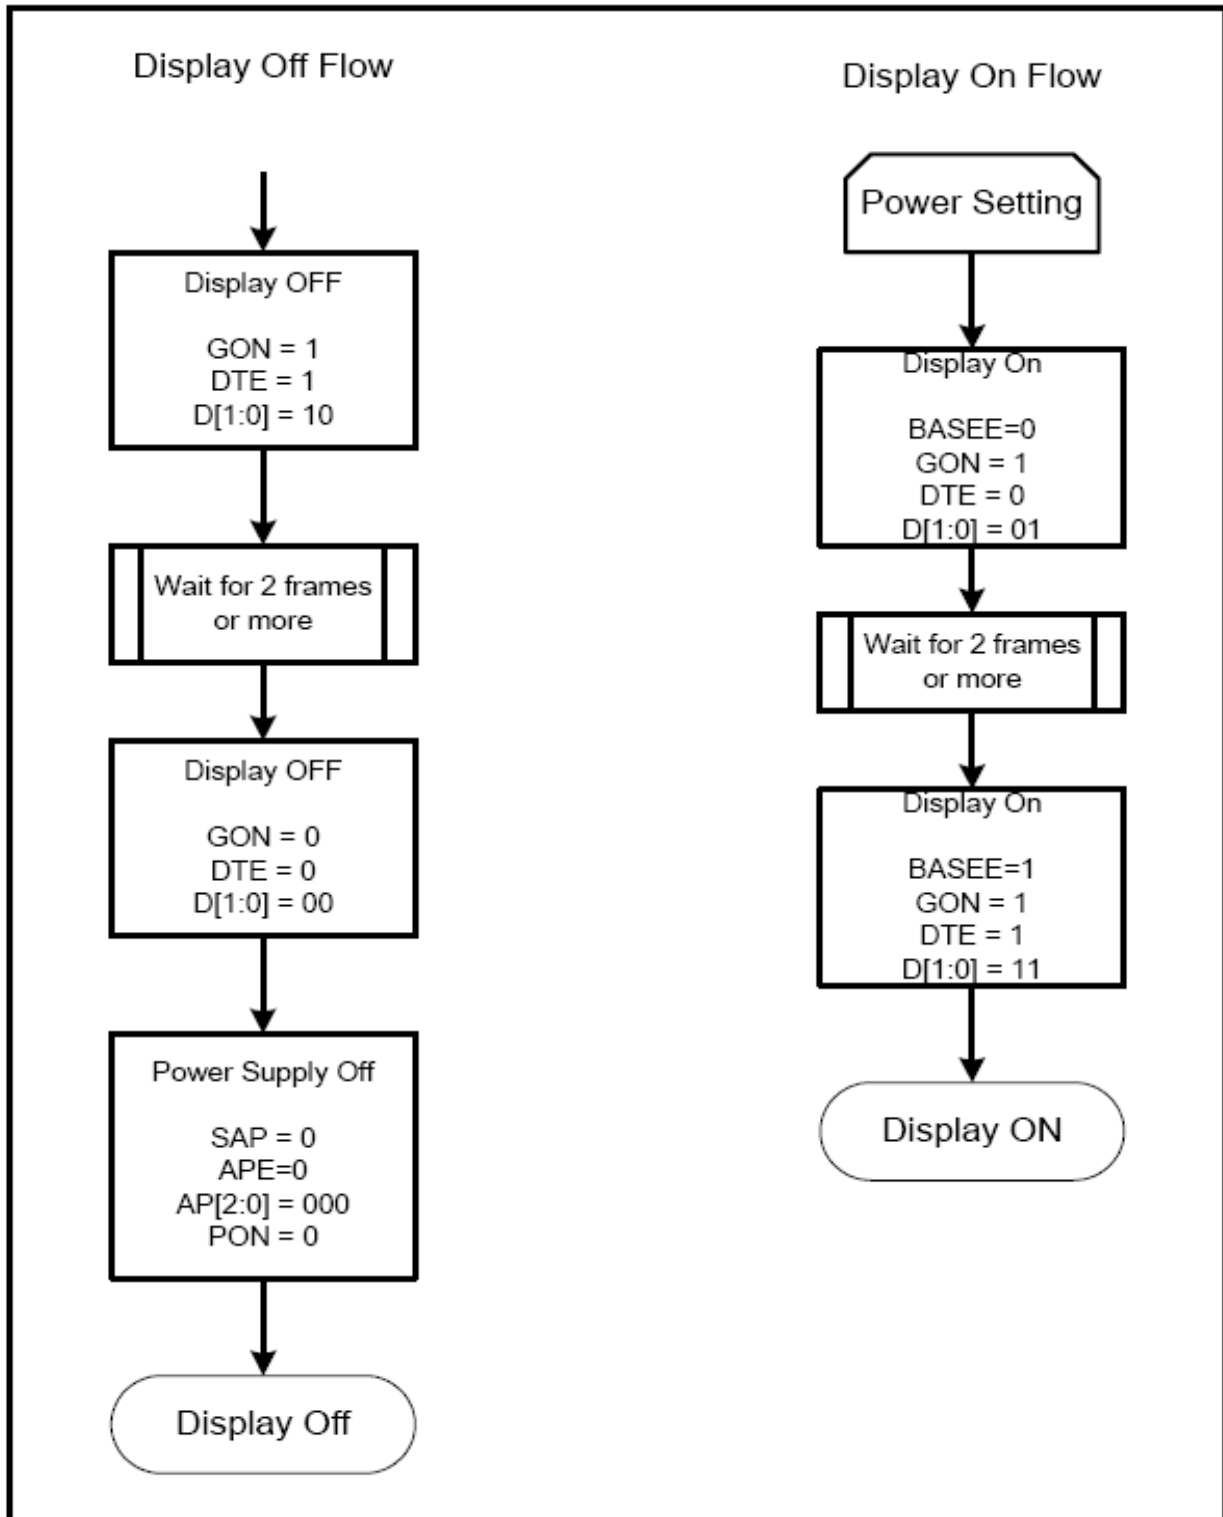 Display Off Flow
Display OFF
GON = 1
DTE = 1
D[1:0] = 10
Wait for 2 frames
or more
Display OFF
GON = 0
DTE = 0
D[1:0] = 00
Power Supply Off
SAP = 0
APE=0
AP[2:0] = 000
PON = 0
Display Off
Display On Flow
Power Setting
Display On
BASEE=0
GON = 1
DTE = 0
D[1:0] = 01
Wait for 2 frames
or more
Display On
BASEE=1
GON = 1
DTE = 1
D[1:0] = 11
Display ON